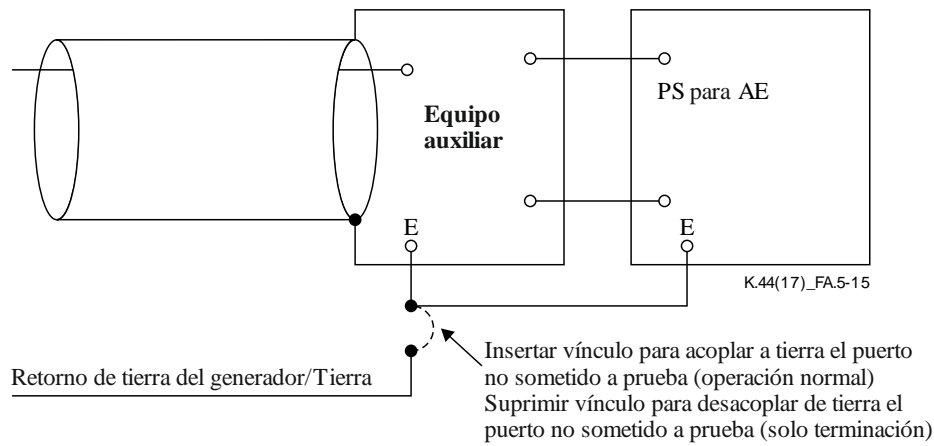 Equipo
auxiliar
PS para AE
E
E
K.44(17)_FA.5-15
Retorno de tierra del generador/Tierra
Insertar vínculo para acoplar a tierra el puerto
no sometido a prueba (operación normal)
Suprimir vínculo para desacoplar de tierra el
puerto no sometido a prueba (solo terminación)